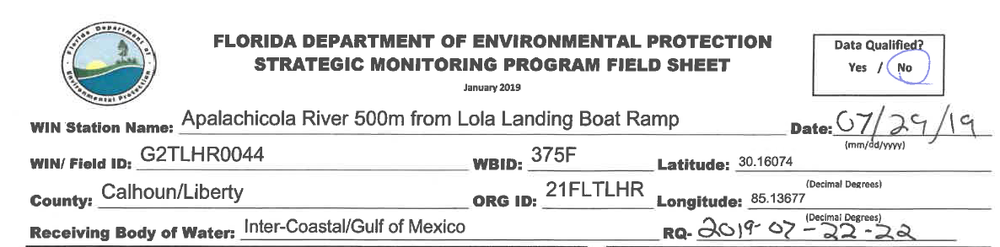 Florida Department of Environmental Protection
FLORIDA DEPARTMENT OF ENVIRONMENTAL PROTECTION
STRATEGIC MONITORING PROGRAM FIELD SHEET
January 2019
Data Qualified?
Yes / No
WIN Station Name: Apalachicola River 500m from Lola Landing Boat Ramp Date: 07/29/19
(mm/dd/yyyy)
WIN/ Field ID: G2TLHR0044 WBID: 375F Latitude: 30.16074
(Decimal Degrees)
County: Calhoun/Liberty ORG ID: 21FLTLHR Longitude: 85.13677
(Decimal Degrees)
Receiving Body of Water: Inter-Coastal/Gulf of Mexico RQ- 2019-07-22-22